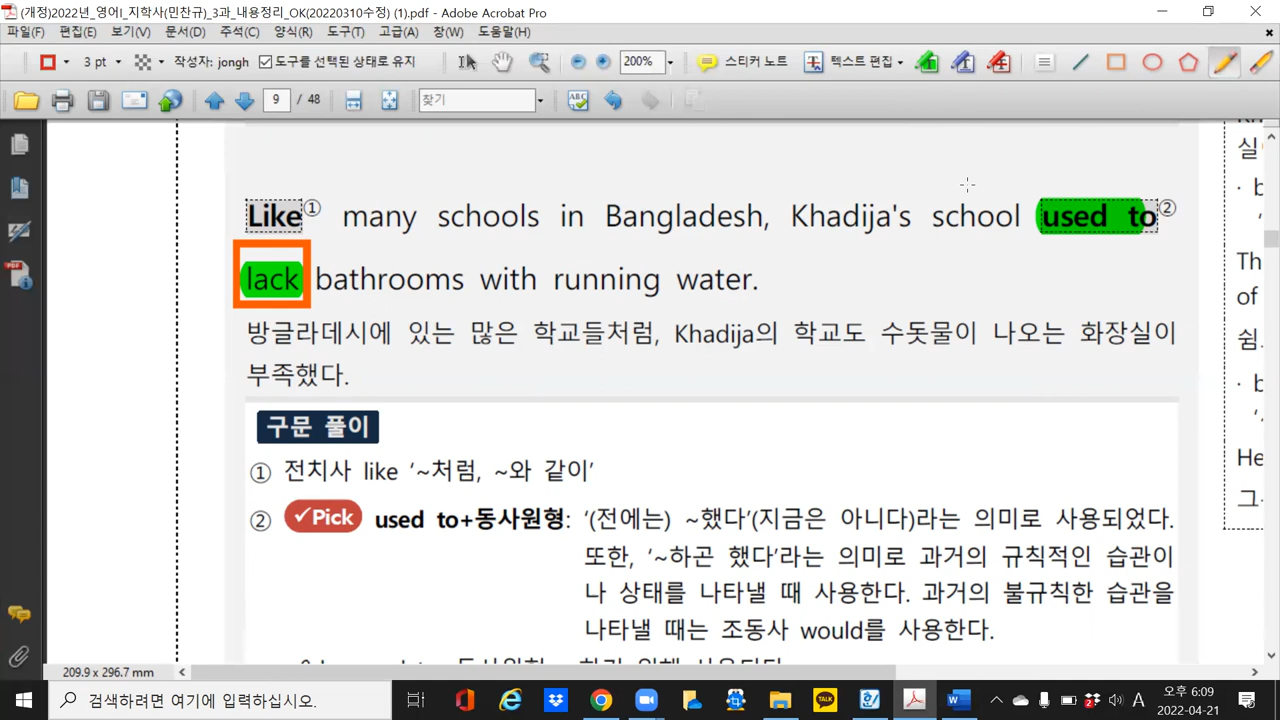 (개정)2022년_영어I_지학사(민찬규)_3과_내용정리_OK(20220310수정) (1).pdf - Adobe Acrobat Pro
파일(F) 편집(E) 보기(V) 문서(D) 주석(C) 양식(R) 도구(T) 고급(A) 창(W) 도움말(H)
3 pt 작성자: jongh 도구를 선택된 상태로 유지 200% 스티커 노트 텍스트 편집
9 / 48 찾기
Like① many schools in Bangladesh, Khadija's school used to②
lack bathrooms with running water.
방글라데시에 있는 많은 학교들처럼, Khadija의 학교도 수돗물이 나오는 화장실이
부족했다.
구문 풀이
① 전치사 like ‘~처럼, ~와 같이’
② ✓Pick used to+동사원형: ‘(전에는) ~했다’(지금은 아니다)라는 의미로 사용되었다.
또한, ‘~하곤 했다’라는 의미로 과거의 규칙적인 습관이
나 상태를 나타낼 때 사용한다. 과거의 불규칙한 습관을
나타낼 때는 조동사 would를 사용한다.
실
· b
Th
of
쉼.
· b
He
그
209.9 x 296.7 mm
검색하려면 여기에 입력하십시오.
TALK
A 오후 6:09
2022-04-21